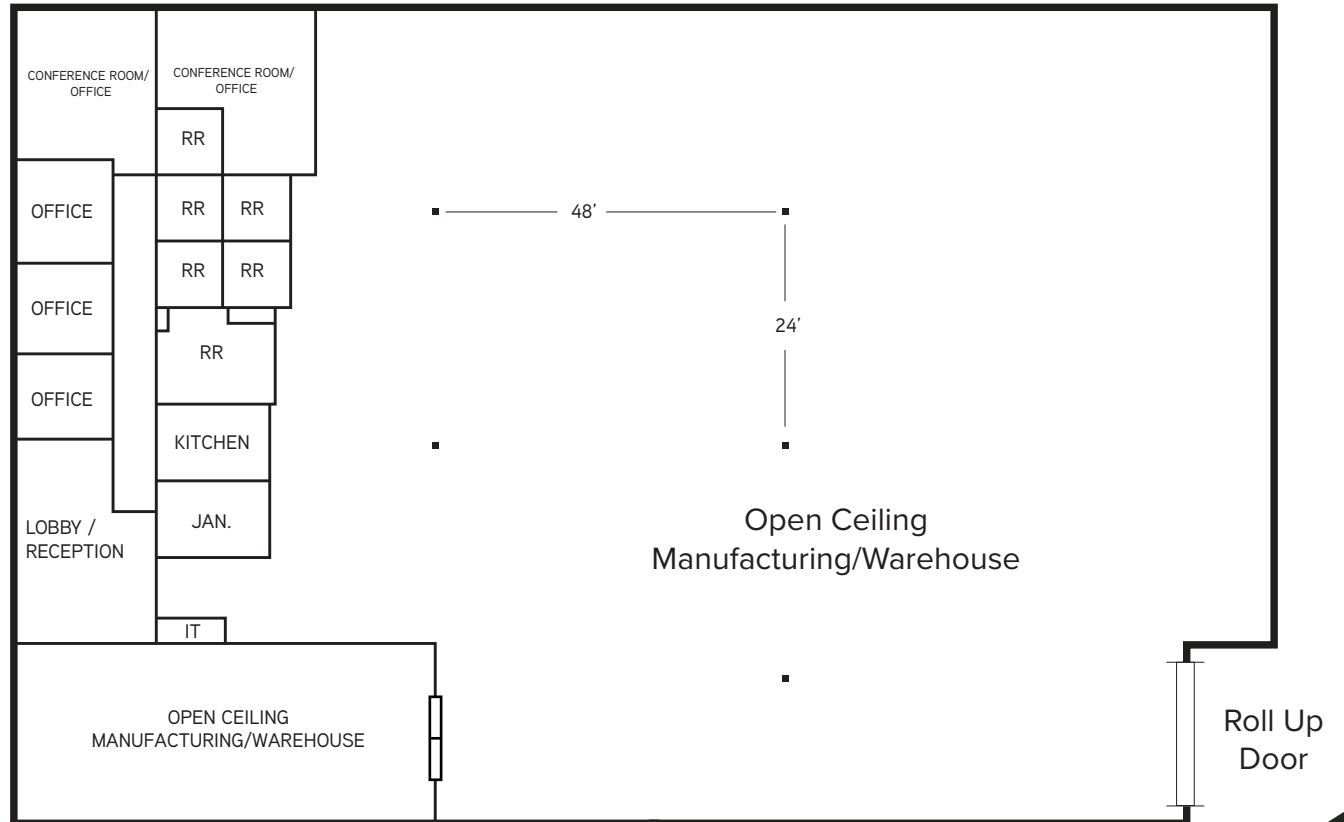 CONFERENCE ROOM/
OFFICE
CONFERENCE ROOM/
OFFICE
RR
OFFICE
RR
RR
48’
RR
RR
OFFICE
24’
RR
OFFICE
KITCHEN
LOBBY /
RECEPTION
JAN.
Open Ceiling
Manufacturing/Warehouse
IT
OPEN CEILING
MANUFACTURING/WAREHOUSE
Roll Up
Door